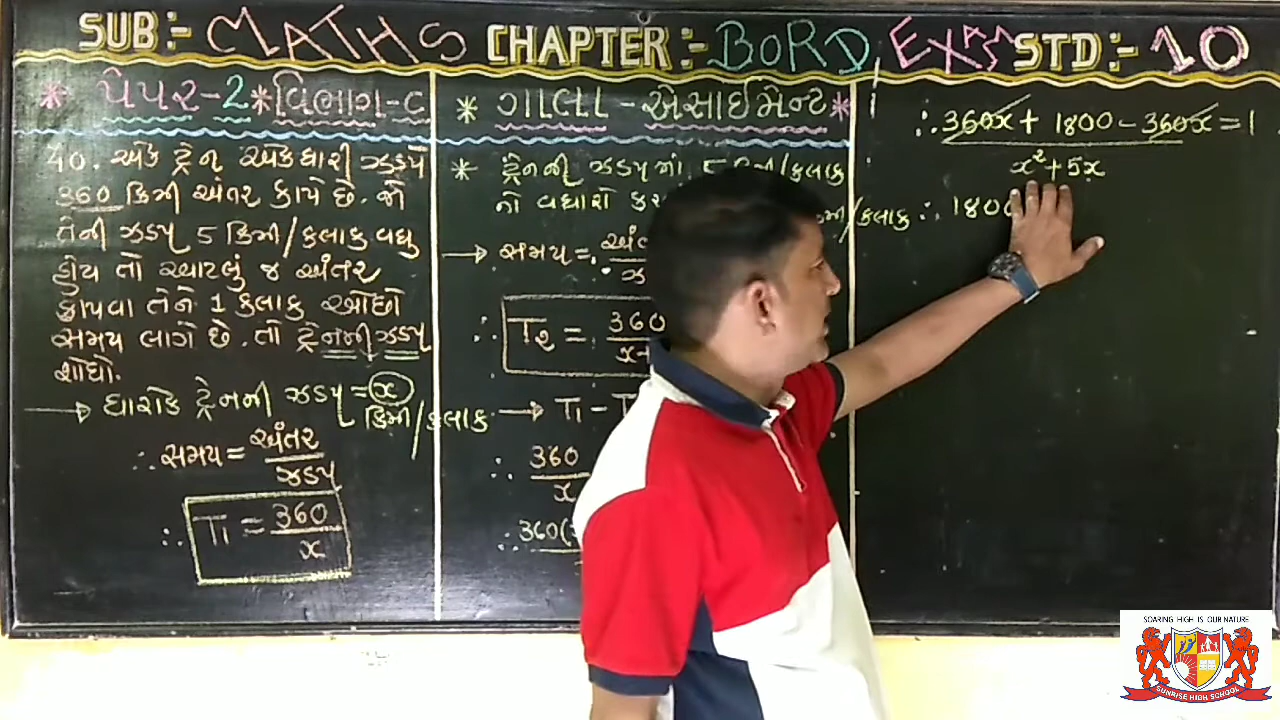 SUB:- MATHS CHAPTER:- BORD EXAM STD:- 10
* પેપર-2 * વિભાગ-C
40. એક ટ્રેન એકધારી ઝડપે
360 કિમી અંતર કાપે છે. જો
તેની ઝડપ 5 કિમી/કલાક વધુ
હોય તો આટલું જ અંતર
કાપવા તેને 1 કલાક ઓછો
સમય લાગે છે. તો ટ્રેનની ઝડપ
શોધો.
→ ધારોકે ટ્રેનની ઝડપ = x
કિમી/કલાક
∴ સમય = અંતર / ઝડપ
∴ T1 = 360 / x
* ગાલા - એસાઇમેન્ટ *
* ટ્રેનની ઝડપમાં 5 કિમી/કલાક
નો વધારો
કિમી/કલાક
→ સમય =
∴ T2 = 360
→ T1 -
∴ 360 / x
∴ 360(
∴ 360x + 1800 - 360x = 1
x² + 5x
∴ 1800
SOARING HIGH IS OUR NATURE
SUNRISE HIGH SCHOOL